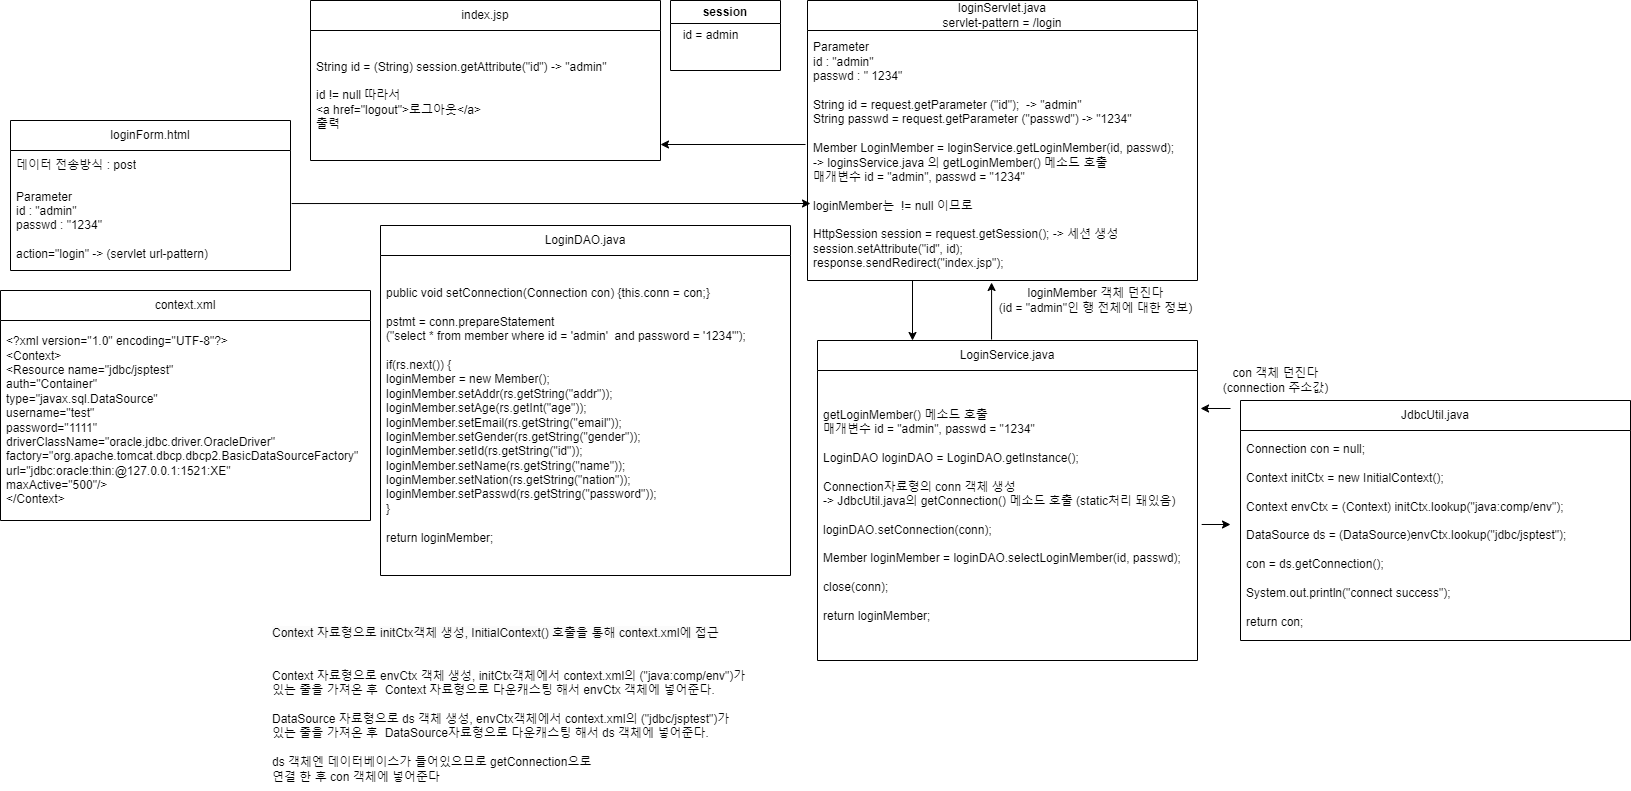 index.jsp
String id = (String) session.getAttribute("id") -> "admin"
id != null 따라서
<a href="logout">로그아웃</a>
출력
session
id = admin
loginServlet.java
servlet-pattern = /login
Parameter
id : "admin"
passwd : " 1234"
String id = request.getParameter ("id");  -> "admin"
String passwd = request.getParameter ("passwd") -> "1234"
Member LoginMember = loginService.getLoginMember(id, passwd);
-> loginsService.java 의 getLoginMember() 메소드 호출
매개변수 id = "admin", passwd = "1234"
loginMember는  != null 이므로
HttpSession session = request.getSession(); -> 세션 생성
session.setAttribute("id", id);
response.sendRedirect("index.jsp");
loginForm.html
데이터 전송방식 : post
Parameter
id : "admin"
passwd : "1234"
action="login" -> (servlet url-pattern)
context.xml
<?xml version="1.0" encoding="UTF-8"?>
<Context>
<Resource name="jdbc/jsptest"
auth="Container"
type="javax.sql.DataSource"
username="test"
password="1111"
driverClassName="oracle.jdbc.driver.OracleDriver"
factory="org.apache.tomcat.dbcp.dbcp2.BasicDataSourceFactory"
url="jdbc:oracle:thin:@127.0.0.1:1521:XE"
maxActive="500"/>
</Context>
LoginDAO.java
public void setConnection(Connection con) {this.conn = con;}
pstmt = conn.prepareStatement
("select * from member where id = 'admin'  and password = '1234'");
if(rs.next()) {
loginMember = new Member();
loginMember.setAddr(rs.getString("addr"));
loginMember.setAge(rs.getInt("age"));
loginMember.setEmail(rs.getString("email"));
loginMember.setGender(rs.getString("gender"));
loginMember.setId(rs.getString("id"));
loginMember.setName(rs.getString("name"));
loginMember.setNation(rs.getString("nation"));
loginMember.setPasswd(rs.getString("password"));
}
return loginMember;
loginMember 객체 던진다
(id = "admin"인 행 전체에 대한 정보)
LoginService.java
getLoginMember() 메소드 호출
매개변수 id = "admin", passwd = "1234"
LoginDAO loginDAO = LoginDAO.getInstance();
Connection자료형의 conn 객체 생성
-> JdbcUtil.java의 getConnection() 메소드 호출 (static처리 돼있음)
loginDAO.setConnection(conn);
Member loginMember = loginDAO.selectLoginMember(id, passwd);
close(conn);
return loginMember;
con 객체 던진다
(connection 주소값)
JdbcUtil.java
Connection con = null;
Context initCtx = new InitialContext();
Context envCtx = (Context) initCtx.lookup("java:comp/env");
DataSource ds = (DataSource)envCtx.lookup("jdbc/jsptest");
con = ds.getConnection();
System.out.println("connect success");
return con;
Context 자료형으로 initCtx객체 생성, InitialContext() 호출을 통해 context.xml에 접근
Context 자료형으로 envCtx 객체 생성, initCtx객체에서 context.xml의 ("java:comp/env")가
있는 줄을 가져온 후  Context 자료형으로 다운캐스팅 해서 envCtx 객체에 넣어준다.
DataSource 자료형으로 ds 객체 생성, envCtx객체에서 context.xml의 ("jdbc/jsptest")가
있는 줄을 가져온 후  DataSource자료형으로 다운캐스팅 해서 ds 객체에 넣어준다.
ds 객체엔 데이터베이스가 들어있으므로 getConnection으로
연결 한 후 con 객체에 넣어준다